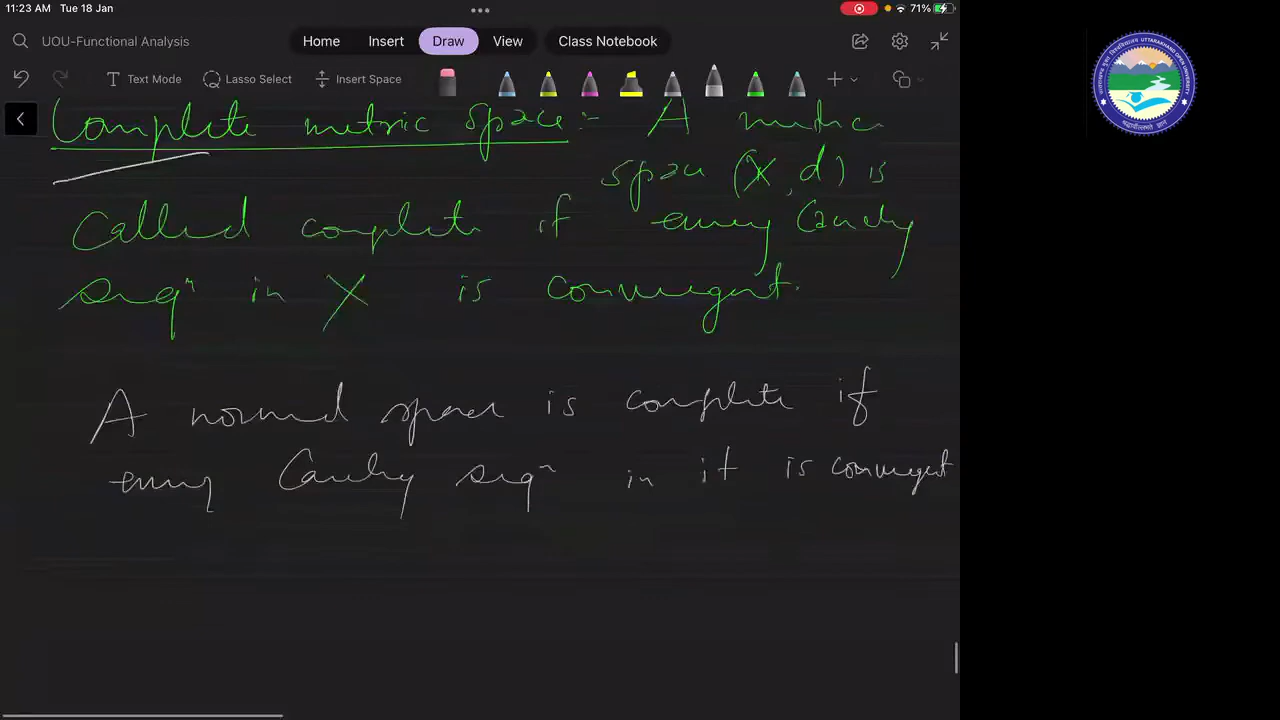 11:23 AM Tue 18 Jan
71%
UOU-Functional Analysis
Home Insert Draw View Class Notebook
Text Mode Lasso Select Insert Space
Complete metric space:- A metric
space (X, d) is
called complete if every Cauchy
seqⁿ in X is convergent.
A normed space is complete if
every Cauchy seqⁿ in it is convergent